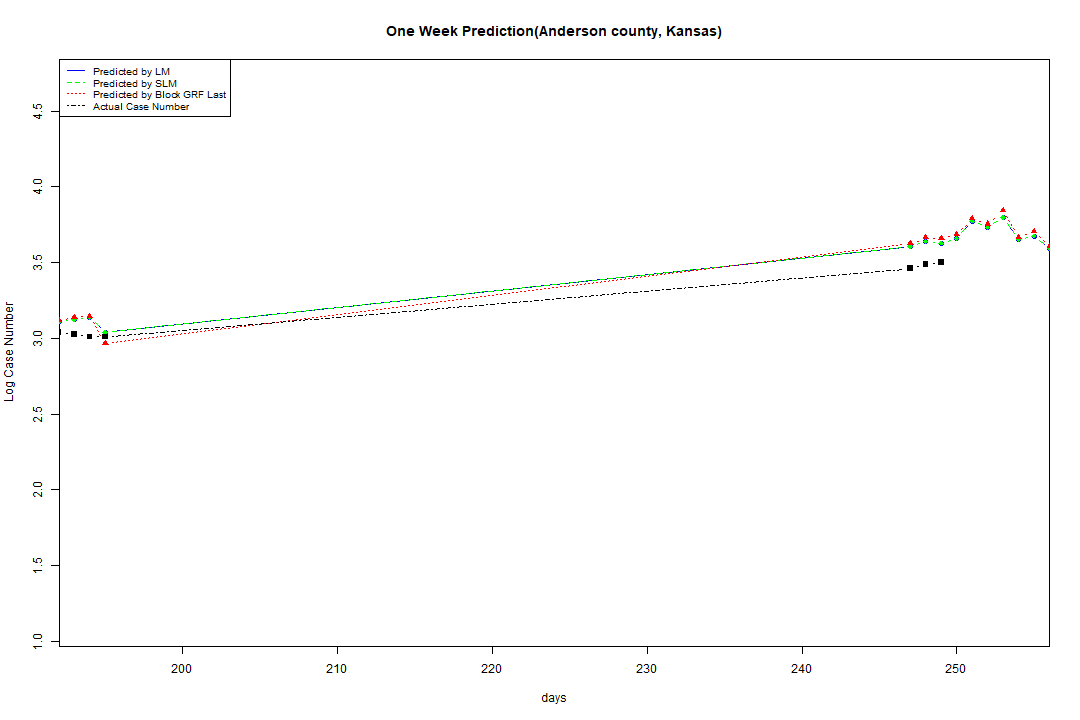 One Week Prediction(Anderson county, Kansas)
Predicted by LM
Predicted by SLM
Predicted by Block GRF Last
Actual Case Number
4.5
4.0
3.5
3.0
2.5
2.0
1.5
1.0
Log Case Number
200 210 220 230 240 250
days